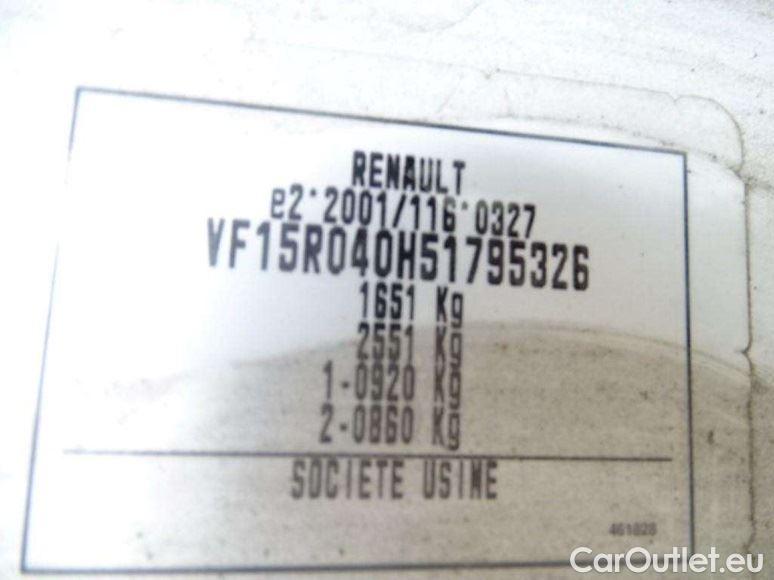 RENAULT
e2*2001/116*0327
VF15R040H51795326
1651 Kg
2551 Kg
1-0920 Kg
2-0860 Kg
SOCIETE USINE
461028
CarOutlet.eu